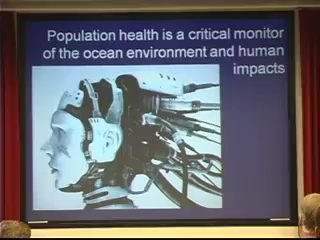 Population health is a critical monitor
of the ocean environment and human
impacts